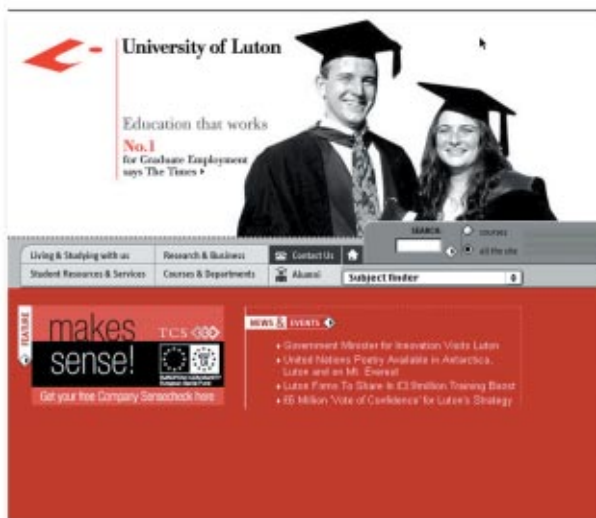 University of Luton
Education that works
No.1
for Graduate Employment
says The Times
SEARCH
courses
all the site
Living & Studying with us
Research & Business
Contact Us
Student Resources & Services
Courses & Departments
Alumni
Subject finder
FEATURE
makes
sense!
TCS
Get your free Company Sensecheck here
NEWS & EVENTS
Government Minister for Innovation Visits Luton
United Nations Poetry Available in Antarctica,
Luton and on Mt. Everest
Luton Firms To Share In £3.9million Training Boost
£6 Million 'Vote of Confidence' for Luton's Strategy